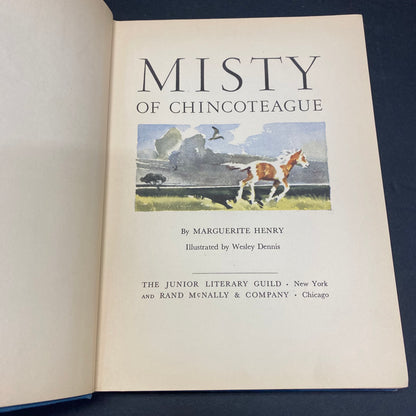 MISTY
OF CHINCOTEAGUE
By MARGUERITE HENRY
Illustrated by Wesley Dennis
THE JUNIOR LITERARY GUILD · New York
AND RAND McNALLY & COMPANY · Chicago